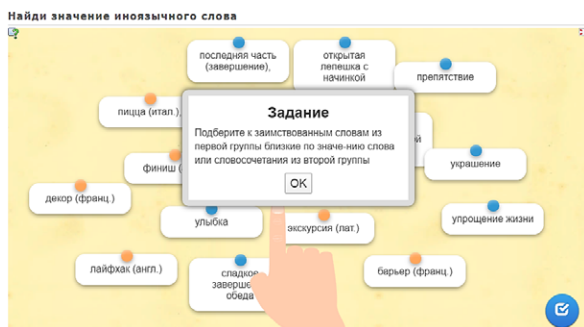 Найди значение иноязычного слова
последняя часть
(завершение),
открытая
лепешка с
начинкой
препятствие
пицца (итал.),
Задание
Подберите к заимствованным словам из
первой группы близкие по значе-нию слова
или словосочетания из второй группы
OK
й
финиш (
украшение
декор (франц.)
улыбка
экскурсия (лат.)
упрощение жизни
лайфхак (англ.)
сладкое
заверше
обеда
барьер (франц.)